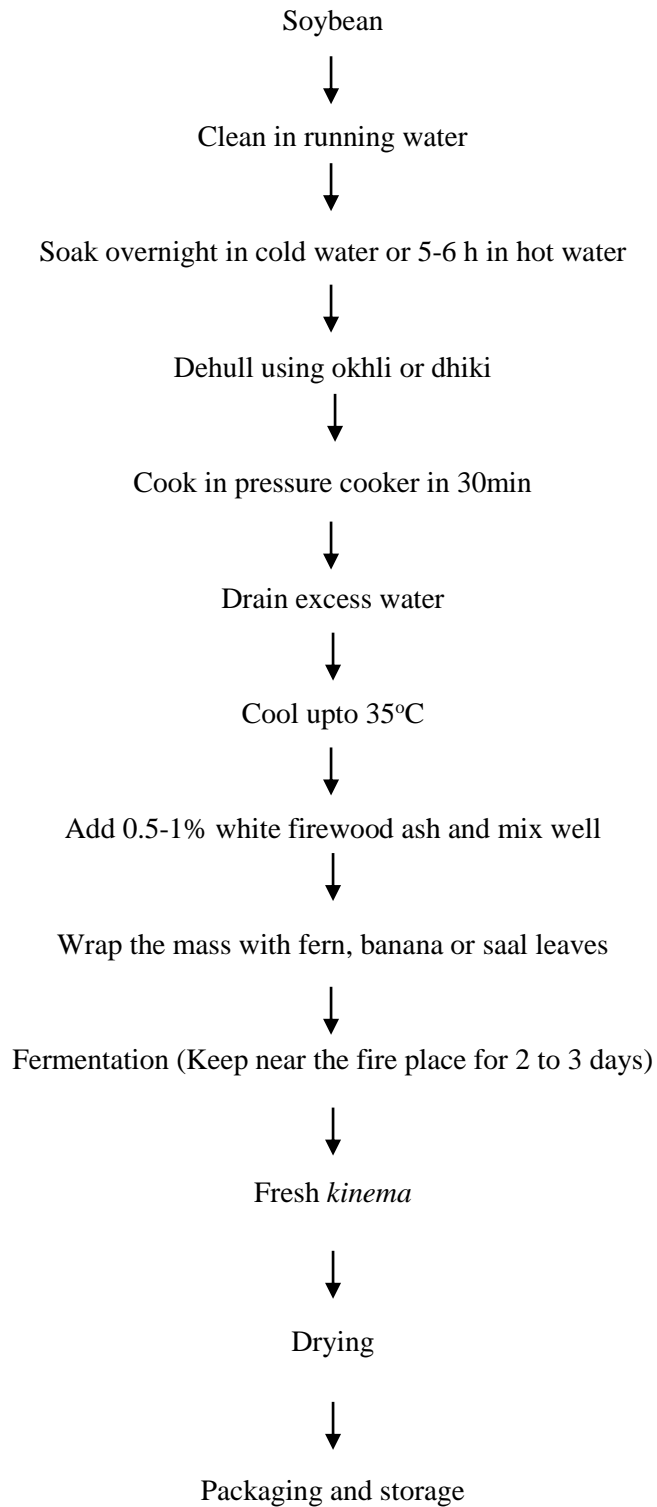 Soybean
Clean in running water
Soak overnight in cold water or 5-6 h in hot water
Dehull using okhli or dhiki
Cook in pressure cooker in 30min
Drain excess water
Cool upto 35°C
Add 0.5-1% white firewood ash and mix well
Wrap the mass with fern, banana or saal leaves
Fermentation (Keep near the fire place for 2 to 3 days)
Fresh kinema
Drying
Packaging and storage